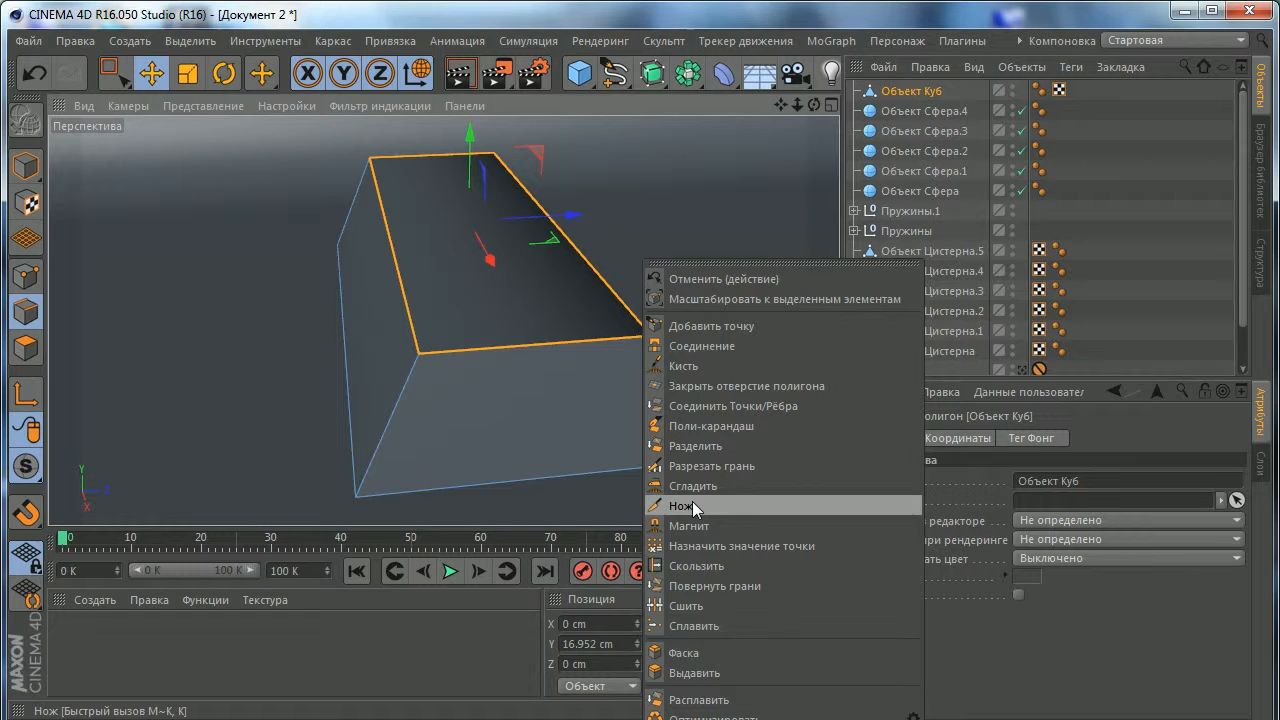 CINEMA 4D R16.050 Studio (R16) - [Документ 2 *]
Файл Правка Создать Выделить Инструменты Каркас Привязка Анимация Симуляция Рендеринг Скульпт Трекер движения MoGraph Персонаж Плагины Компоновка Стартовая
X Y Z
Файл Правка Вид Объекты Теги Закладка
Вид Камеры Представление Настройки Фильтр индикации Панели
Перспектива
Объект Куб
Объект Сфера.4
Объект Сфера.3
Объект Сфера.2
Объект Сфера.1
Объект Сфера
Пружины.1
Пружины
Объект Цистерна.5
Цистерна.4
Цистерна.3
Цистерна.2
Цистерна.1
Цистерна
Объекты
Браузер библиотек
Структура
Атрибуты
Слои
Отменить (действие)
Масштабировать к выделенным элементам
Добавить точку
Соединение
Кисть
Закрыть отверстие полигона
Соединить Точки/Рёбра
Поли-карандаш
Разделить
Разрезать грань
Сгладить
Нож
Магнит
Назначить значение точки
Скользить
Повернуть грани
Сшить
Сплавить
Фаска
Выдавить
Расплавить
Оптимизировать
Правка Данные пользовател
олигон [Объект Куб]
Координаты Тег Фонг
ва
Объект Куб
редакторе Не определено
при рендеринге Не определено
ать цвет Выключено
Y
Z
X
S
0 10 20 30 40 50 60 70 80
0 K 0 K 100 K 100 K
Создать Правка Функции Текстура
Позиция
X 0 cm
Y 16.952 cm
Z 0 cm
Объект
MAXON
CINEMA 4D
Нож [Быстрый вызов M~K, K]